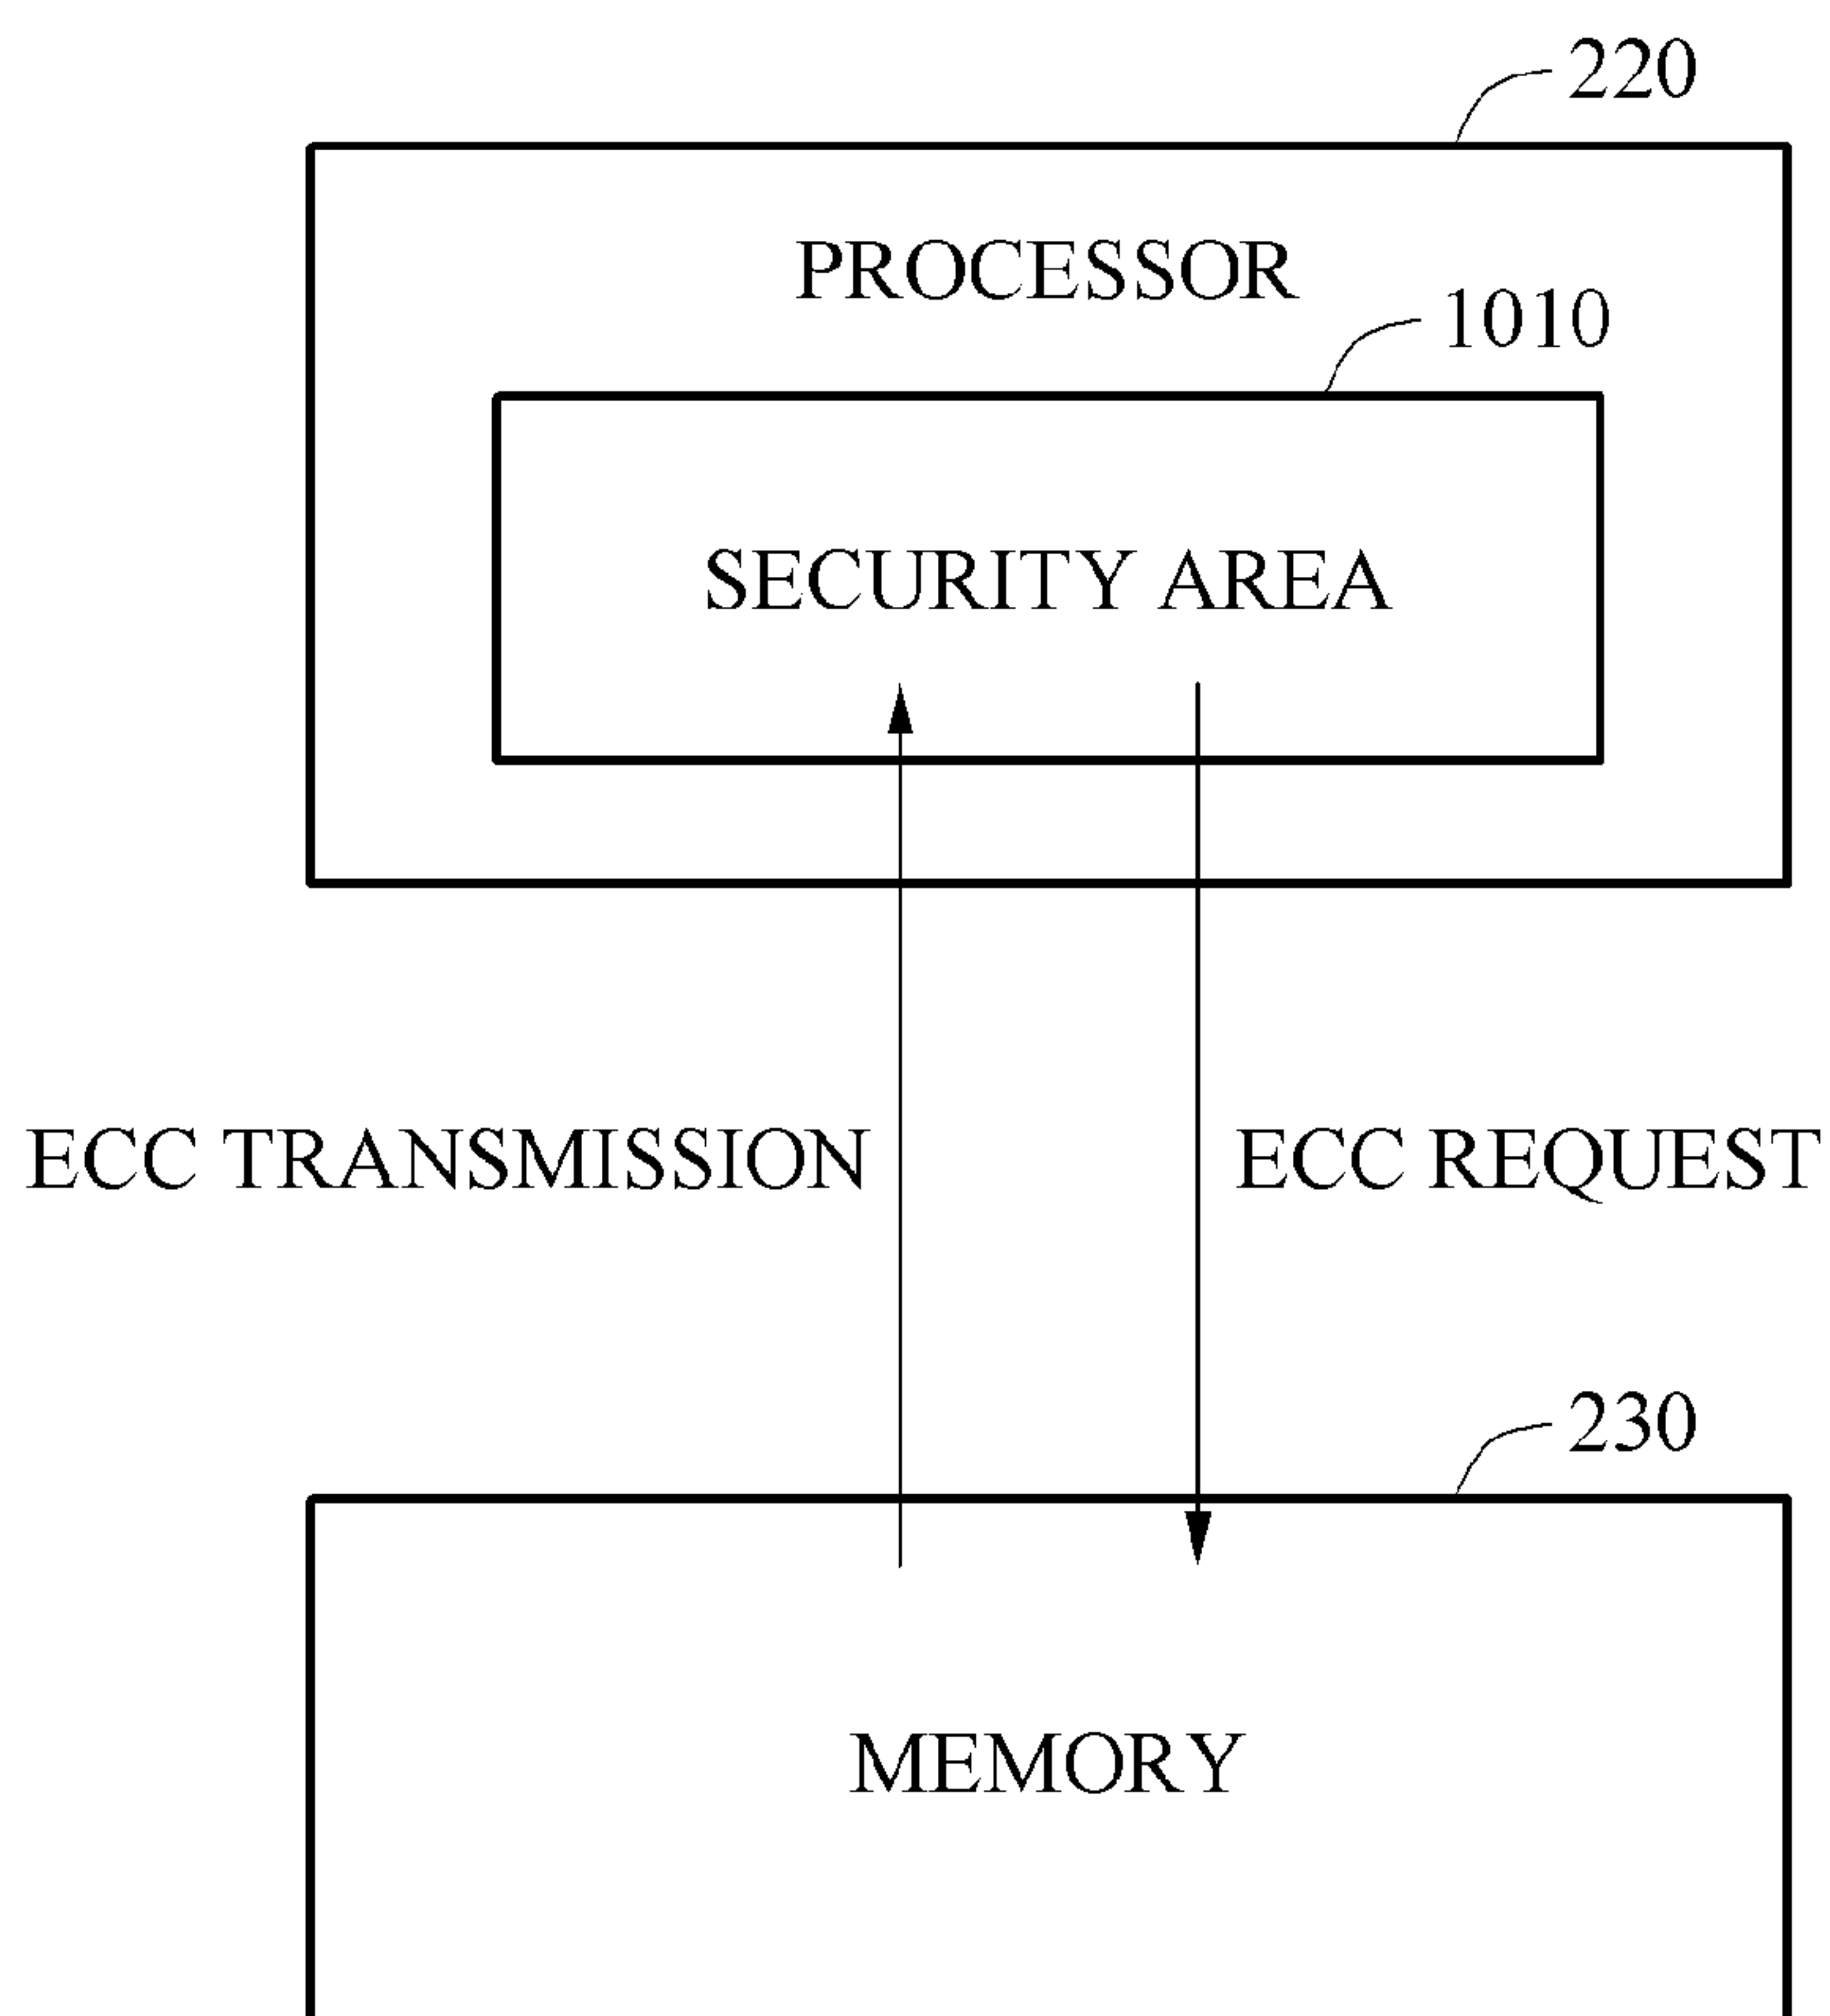 220
PROCESSOR
1010
SECURITY AREA
ECC TRANSMISSION
ECC REQUEST
230
MEMORY